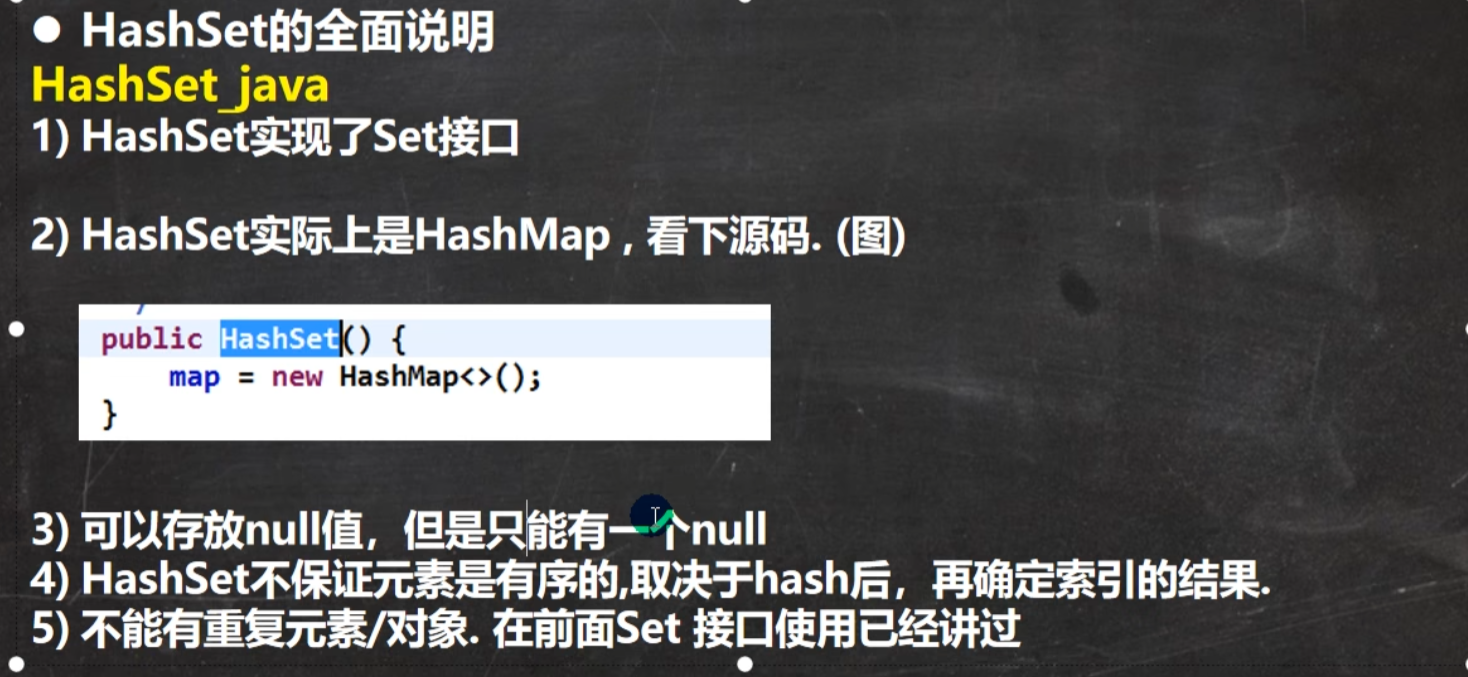 ● HashSet的全面说明
HashSet_java
1) HashSet实现了Set接口
2) HashSet实际上是HashMap , 看下源码. (图)
public HashSet() {
map = new HashMap<>();
}
3) 可以存放null值，但是只能有一个null
4) HashSet不保证元素是有序的,取决于hash后，再确定索引的结果.
5) 不能有重复元素/对象. 在前面Set 接口使用已经讲过